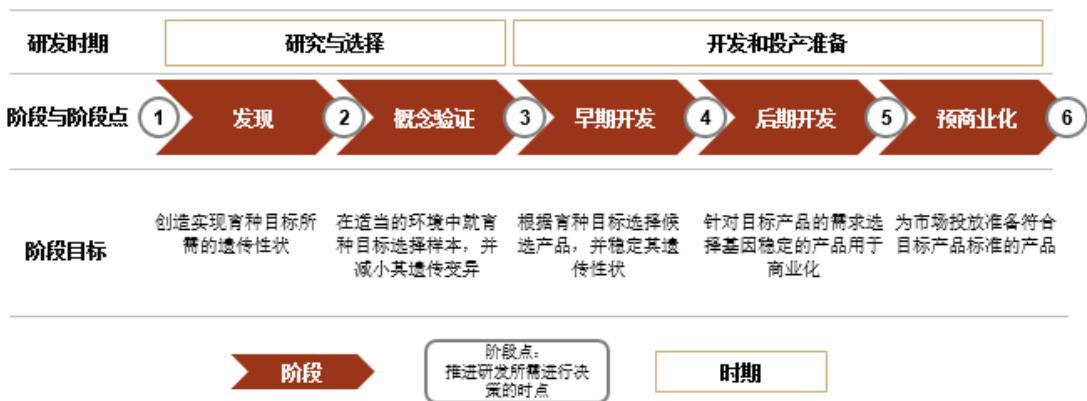 研发时期
研究与选择
开发和投产准备
阶段与阶段点
1
发现
2
概念验证
3
早期开发
4
后期开发
5
预商业化
6
阶段目标
创造实现育种目标所
需的遗传性状
在适当的环境中就育
种目标选择样本，并
减小其遗传变异
根据育种目标选择候
选产品，并稳定其遗
传性状
针对目标产品的需求选
择基因稳定的产品用于
商业化
为市场投放准备符合
目标产品标准的产品
阶段
阶段点：
推进研发所需进行决
策的时点
时期